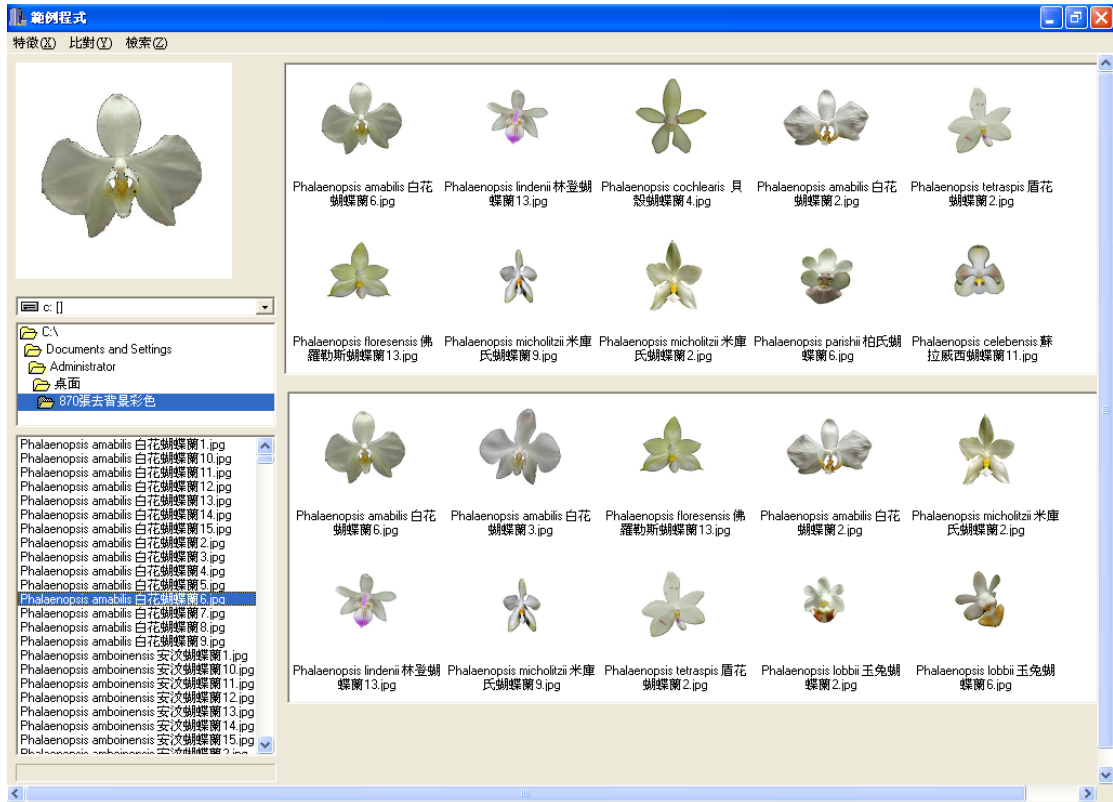 範例程式
特徵(X) 比對(Y) 檢索(Z)
c: []
C:\
Documents and Settings
Administrator
桌面
870張去背景彩色
Phalaenopsis amabilis 白花蝴蝶蘭1.jpg
Phalaenopsis amabilis 白花蝴蝶蘭10.jpg
Phalaenopsis amabilis 白花蝴蝶蘭11.jpg
Phalaenopsis amabilis 白花蝴蝶蘭12.jpg
Phalaenopsis amabilis 白花蝴蝶蘭13.jpg
Phalaenopsis amabilis 白花蝴蝶蘭14.jpg
Phalaenopsis amabilis 白花蝴蝶蘭15.jpg
Phalaenopsis amabilis 白花蝴蝶蘭2.jpg
Phalaenopsis amabilis 白花蝴蝶蘭3.jpg
Phalaenopsis amabilis 白花蝴蝶蘭4.jpg
Phalaenopsis amabilis 白花蝴蝶蘭5.jpg
Phalaenopsis amabilis 白花蝴蝶蘭6.jpg
Phalaenopsis amabilis 白花蝴蝶蘭7.jpg
Phalaenopsis amabilis 白花蝴蝶蘭8.jpg
Phalaenopsis amabilis 白花蝴蝶蘭9.jpg
Phalaenopsis amboinensis 安汶蝴蝶蘭1.jpg
Phalaenopsis amboinensis 安汶蝴蝶蘭10.jpg
Phalaenopsis amboinensis 安汶蝴蝶蘭11.jpg
Phalaenopsis amboinensis 安汶蝴蝶蘭12.jpg
Phalaenopsis amboinensis 安汶蝴蝶蘭13.jpg
Phalaenopsis amboinensis 安汶蝴蝶蘭14.jpg
Phalaenopsis amboinensis 安汶蝴蝶蘭15.jpg
Phalaenopsis amabilis 白花
蝴蝶蘭6.jpg
Phalaenopsis lindenii 林登蝴
蝶蘭13.jpg
Phalaenopsis cochlearis 貝
殼蝴蝶蘭4.jpg
Phalaenopsis amabilis 白花
蝴蝶蘭2.jpg
Phalaenopsis tetraspis 盾花
蝴蝶蘭2.jpg
Phalaenopsis floresensis 佛
羅勒斯蝴蝶蘭13.jpg
Phalaenopsis micholitzii 米庫
氏蝴蝶蘭9.jpg
Phalaenopsis micholitzii 米庫
氏蝴蝶蘭2.jpg
Phalaenopsis parishii 柏氏蝴
蝶蘭6.jpg
Phalaenopsis celebensis 蘇
拉威西蝴蝶蘭11.jpg
Phalaenopsis amabilis 白花
蝴蝶蘭6.jpg
Phalaenopsis amabilis 白花
蝴蝶蘭3.jpg
Phalaenopsis floresensis 佛
羅勒斯蝴蝶蘭13.jpg
Phalaenopsis amabilis 白花
蝴蝶蘭2.jpg
Phalaenopsis micholitzii 米庫
氏蝴蝶蘭2.jpg
Phalaenopsis lindenii 林登蝴
蝶蘭13.jpg
Phalaenopsis micholitzii 米庫
氏蝴蝶蘭9.jpg
Phalaenopsis tetraspis 盾花
蝴蝶蘭2.jpg
Phalaenopsis lobbii 玉兔蝴
蝶蘭2.jpg
Phalaenopsis lobbii 玉兔蝴
蝶蘭6.jpg